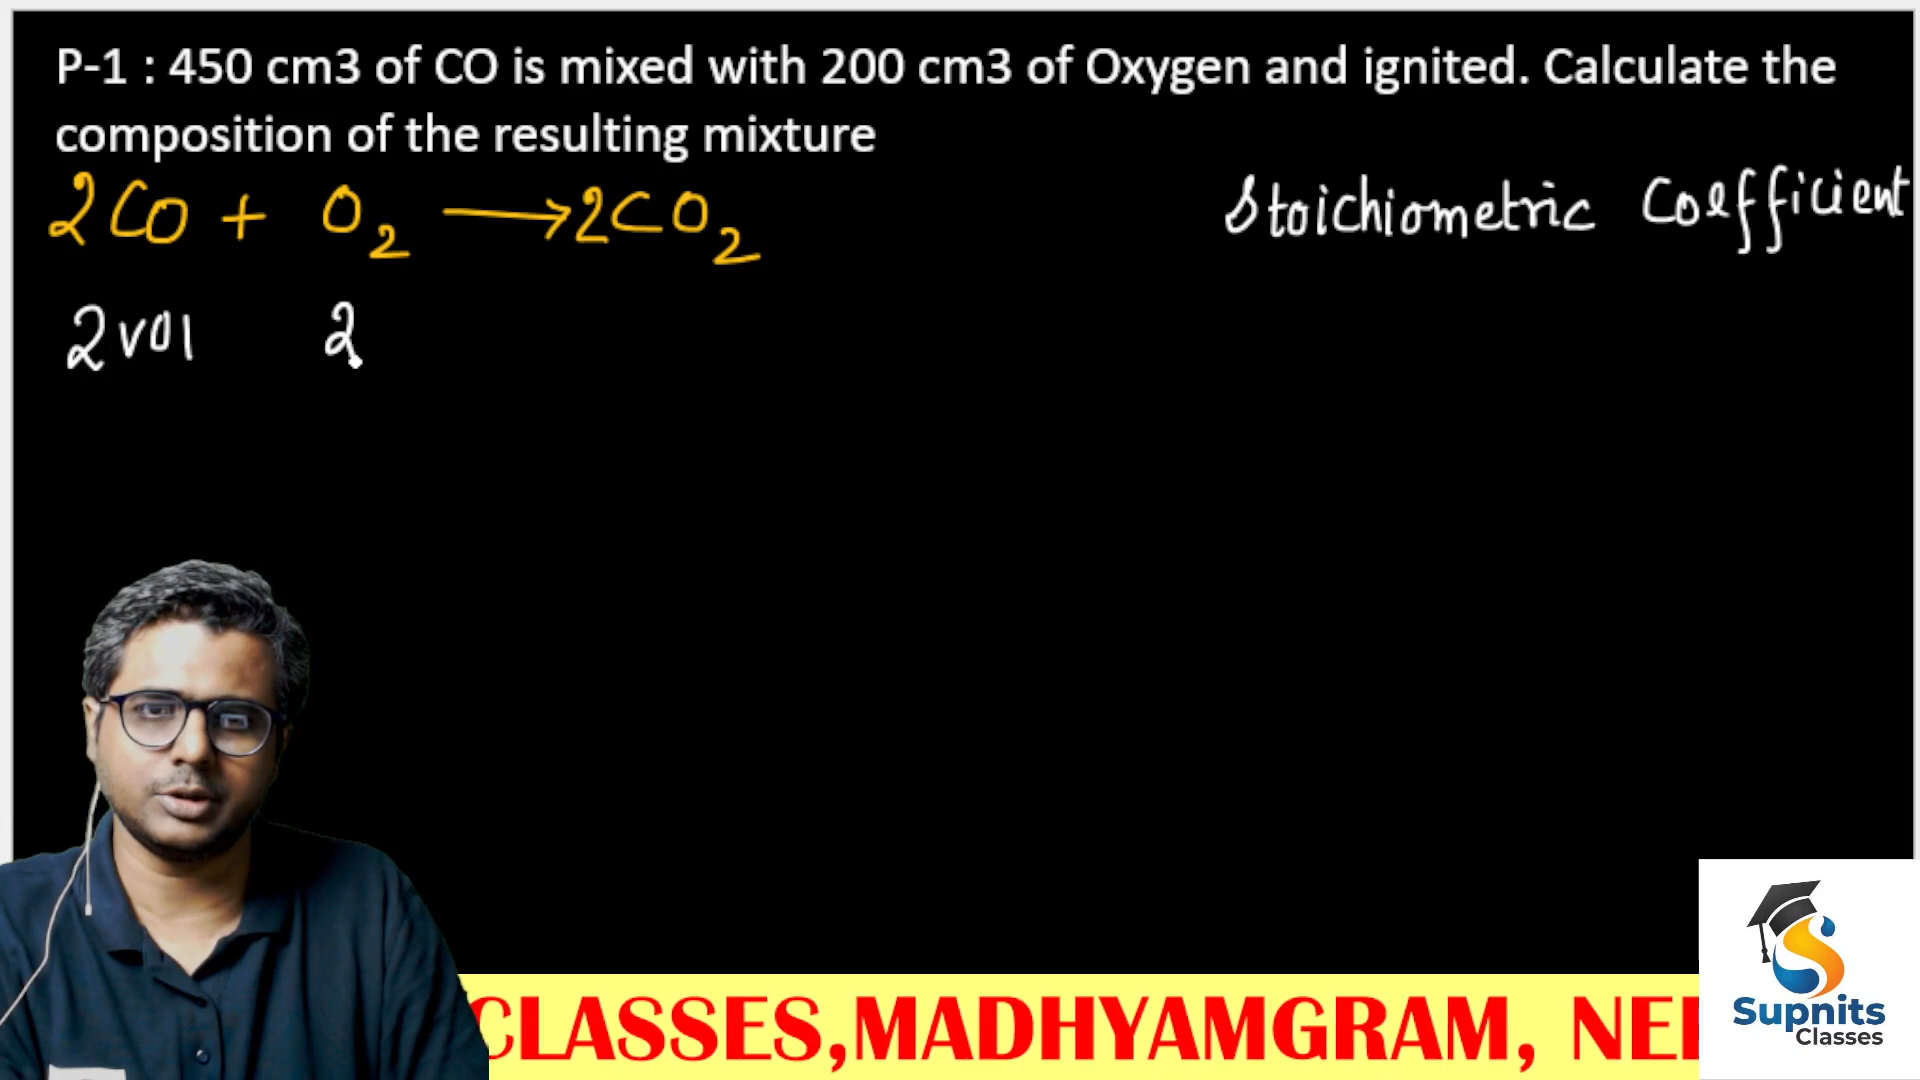 P-1 : 450 cm3 of CO is mixed with 200 cm3 of Oxygen and ignited. Calculate the
composition of the resulting mixture
2CO + O2 → 2CO2
Stoichiometric Coefficient
2vol 2
CLASSES,MADHYAMGRAM,
Supnits
Classes